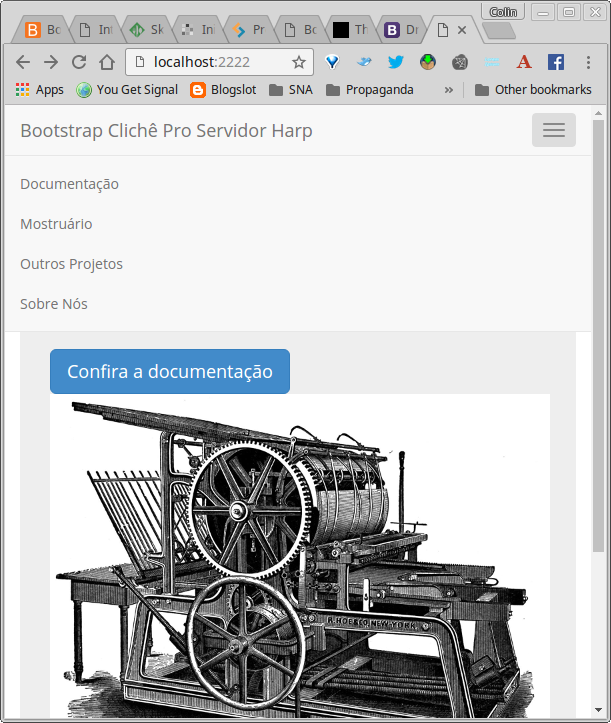 Colin
Bo
Int
Sk
Ini
Pr
Bo
Th
Dr
localhost:2222
Apps
You Get Signal
Blogslot
SNA
Propaganda
»
Other bookmarks
Bootstrap Clichê Pro Servidor Harp
Documentação
Mostruário
Outros Projetos
Sobre Nós
Confira a documentação
R. HOE & CO. NEW-YORK.